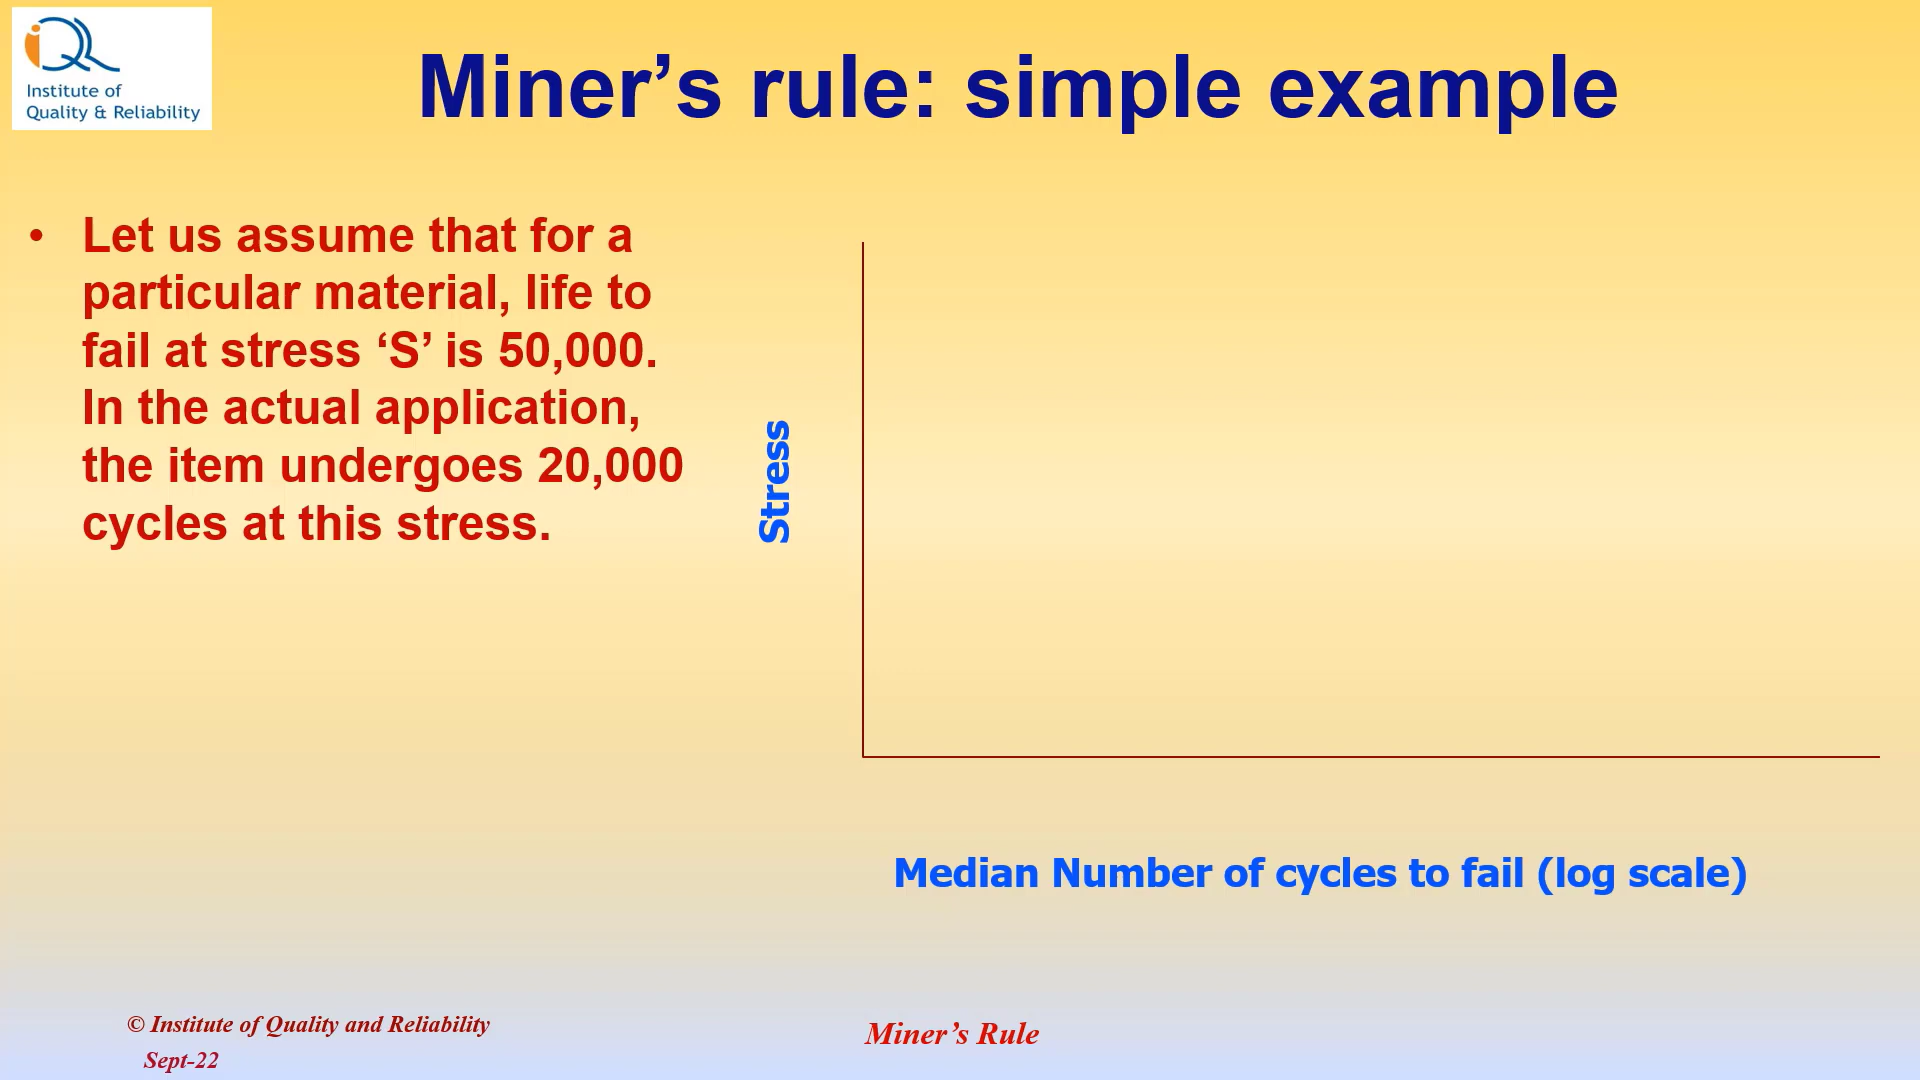 iQ
Institute of
Quality & Reliability
Miner’s rule: simple example
• Let us assume that for a
particular material, life to
fail at stress ‘S’ is 50,000.
In the actual application,
the item undergoes 20,000
cycles at this stress.
Stress
Median Number of cycles to fail (log scale)
© Institute of Quality and Reliability
Sept-22
Miner’s Rule